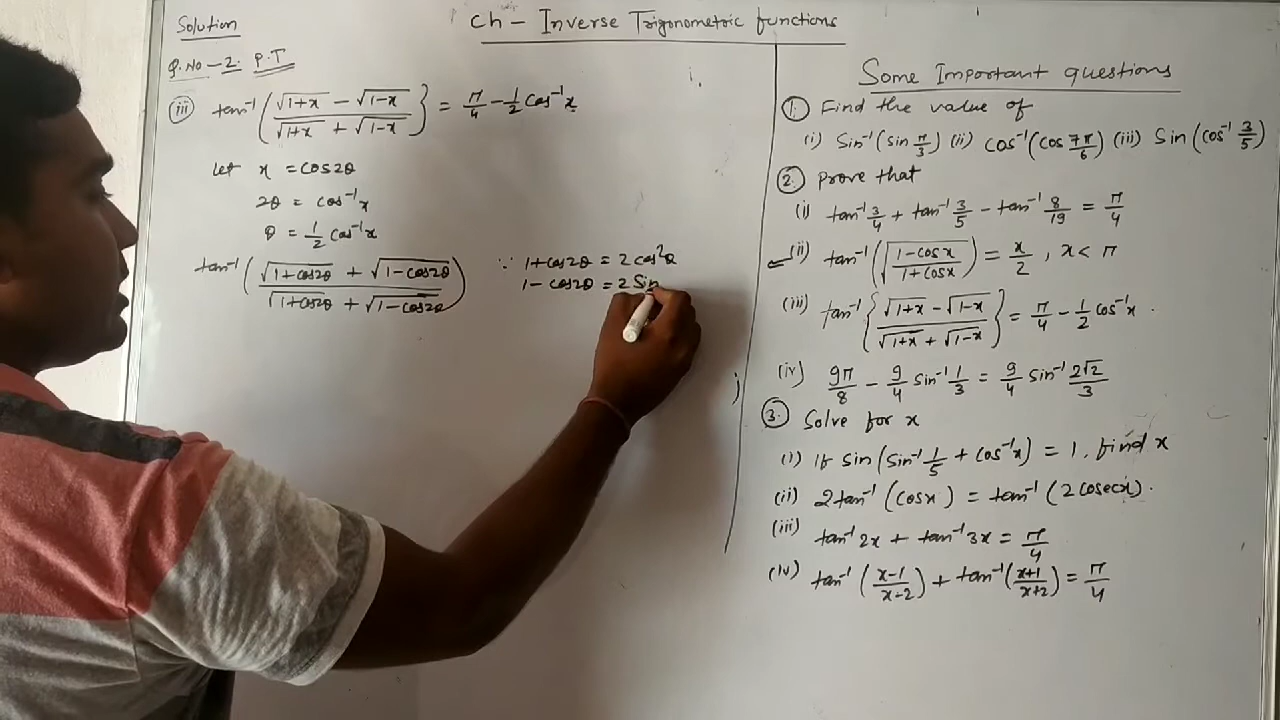 Ch - Inverse Trigonometric functions
Solution
Q.No - 2. P.T
(iii) tan⁻¹{(√1+x − √1−x)/(√1+x + √1−x)} = π/4 − 1/2 cos⁻¹x
let x = cos2θ
2θ = cos⁻¹x
θ = 1/2 cos⁻¹x
tan⁻¹((√1+cos2θ + √1−cos2θ)/(√1+cos2θ + √1−cos2θ))
∵ 1+cos2θ = 2cos²θ
1 − cos2θ = 2 Sin
Some Important questions
1. Find the value of
(i) Sin⁻¹(sin π/3) (ii) cos⁻¹(cos 7π/6) (iii) Sin(cos⁻¹ 3/5)
2. Prove that
(i) tan⁻¹ 3/4 + tan⁻¹ 3/5 − tan⁻¹ 8/19 = π/4
(ii) tan⁻¹(√(1−cosx)/(1+cosx)) = x/2, x < π
(iii) tan⁻¹{(√1+x − √1−x)/(√1+x + √1−x)} = π/4 − 1/2 cos⁻¹x.
(iv) 9π/8 − 9/4 sin⁻¹ 1/3 = 9/4 sin⁻¹ 2√2/3
3. Solve for x
(i) If sin(sin⁻¹ 1/5 + cos⁻¹x) = 1, find x
(ii) 2tan⁻¹(cosx) = tan⁻¹(2cosecx).
(iii) tan⁻¹2x + tan⁻¹3x = π/4
(iv) tan⁻¹((x−1)/(x−2)) + tan⁻¹((x+1)/(x+2)) = π/4